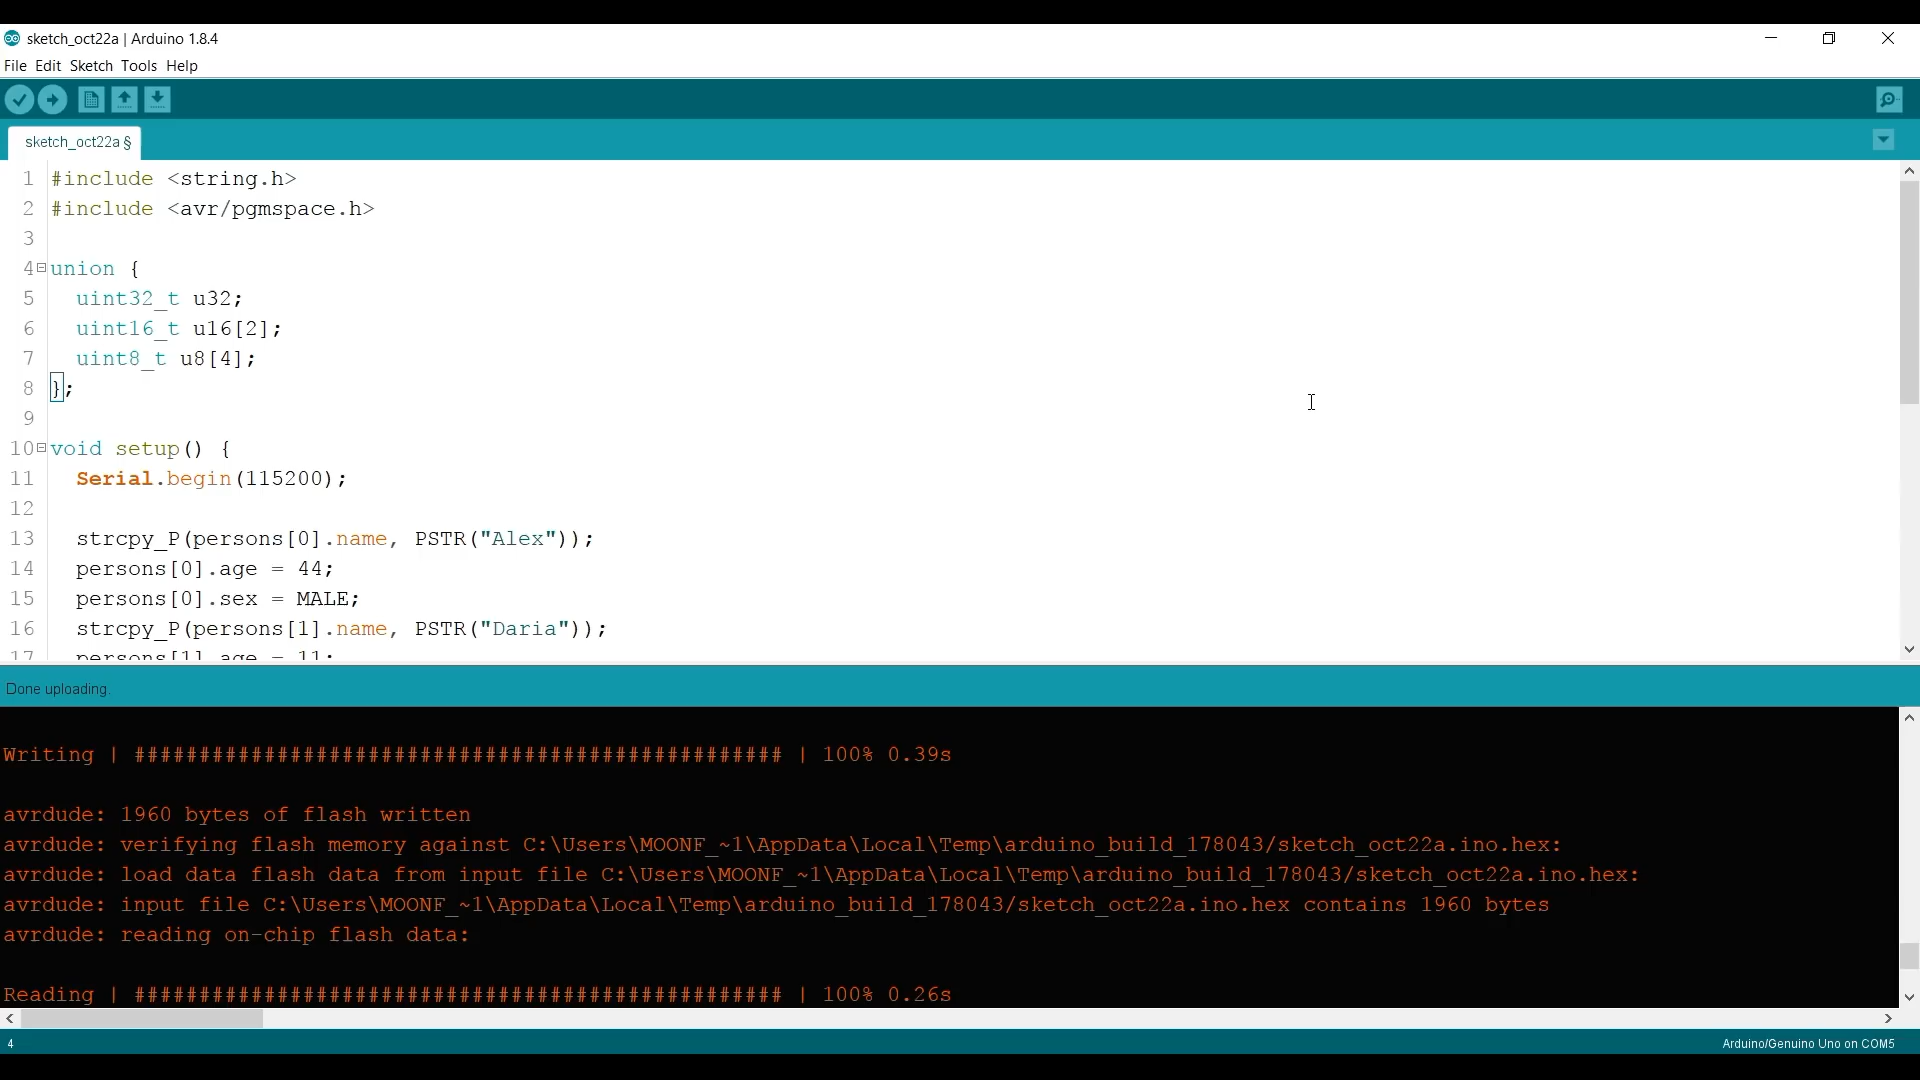 sketch_oct22a | Arduino 1.8.4
File Edit Sketch Tools Help
sketch_oct22a §
1 #include <string.h>
2 #include <avr/pgmspace.h>
3
4 union {
5 uint32_t u32;
6 uint16_t u16[2];
7 uint8_t u8[4];
8 };
9
10 void setup() {
11 Serial.begin(115200);
12
13 strcpy_P(persons[0].name, PSTR("Alex"));
14 persons[0].age = 44;
15 persons[0].sex = MALE;
16 strcpy_P(persons[1].name, PSTR("Daria"));
17 persons[1].age = 11;
Done uploading.
Writing | ################################################## | 100% 0.39s
avrdude: 1960 bytes of flash written
avrdude: verifying flash memory against C:\Users\MOONF_~1\AppData\Local\Temp\arduino_build_178043/sketch_oct22a.ino.hex:
avrdude: load data flash data from input file C:\Users\MOONF_~1\AppData\Local\Temp\arduino_build_178043/sketch_oct22a.ino.hex:
avrdude: input file C:\Users\MOONF_~1\AppData\Local\Temp\arduino_build_178043/sketch_oct22a.ino.hex contains 1960 bytes
avrdude: reading on-chip flash data:
Reading | ################################################## | 100% 0.26s
4
Arduino/Genuino Uno on COM5